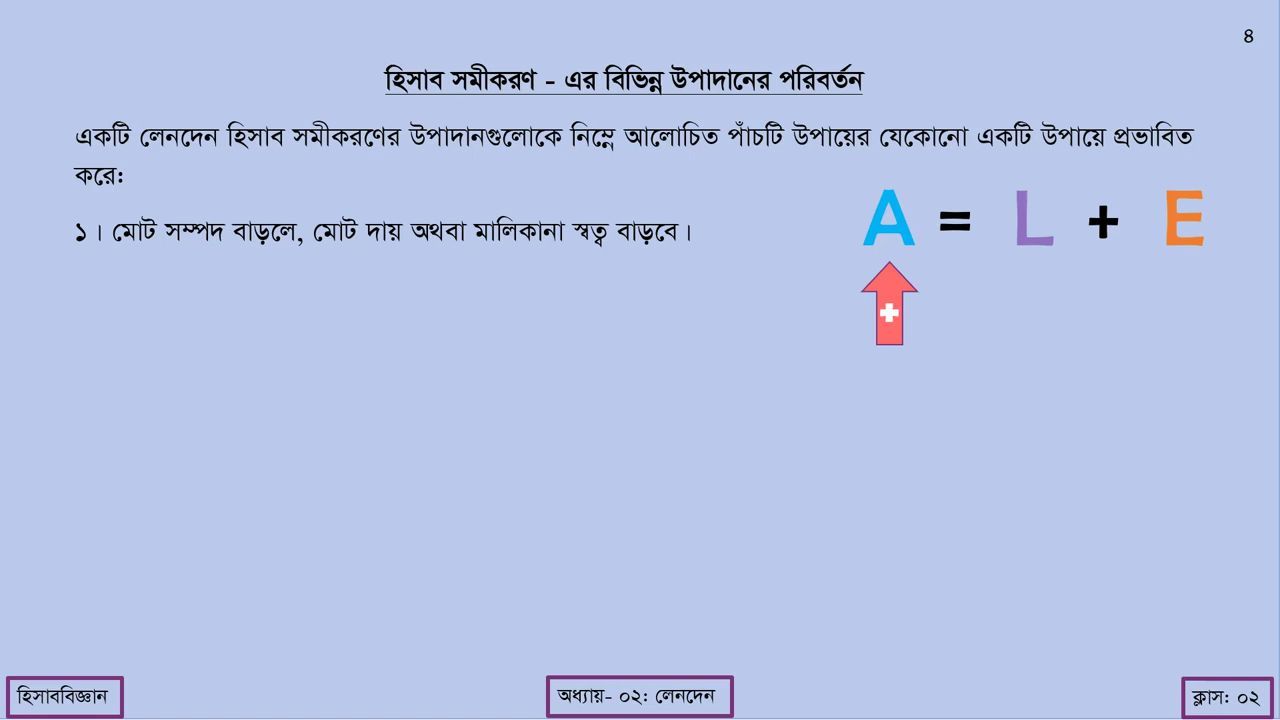 ৪
হিসাব সমীকরণ - এর বিভিন্ন উপাদানের পরিবর্তন
একটি লেনদেন হিসাব সমীকরণের উপাদানগুলোকে নিম্নে আলোচিত পাঁচটি উপায়ের যেকোনো একটি উপায়ে প্রভাবিত
করে:
১। মোট সম্পদ বাড়লে, মোট দায় অথবা মালিকানা স্বত্ব বাড়বে।
A = L + E
+
হিসাববিজ্ঞান
অধ্যায়- ০২: লেনদেন
ক্লাস: ০২